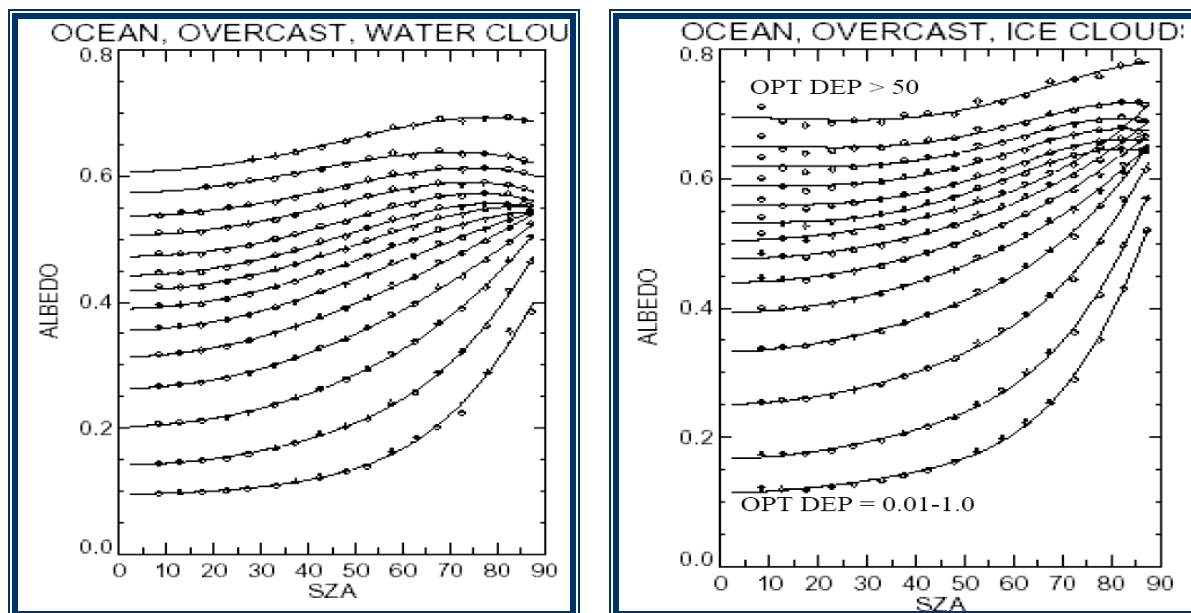 OCEAN, OVERCAST, WATER CLOU
0.8
0.6
0.4
0.2
0.0
ALBEDO
0 10 20 30 40 50 60 70 80 90
SZA
OCEAN, OVERCAST, ICE CLOUDS
0.8
OPT DEP > 50
0.6
0.4
0.2
OPT DEP = 0.01-1.0
0.0
ALBEDO
0 10 20 30 40 50 60 70 80 90
SZA